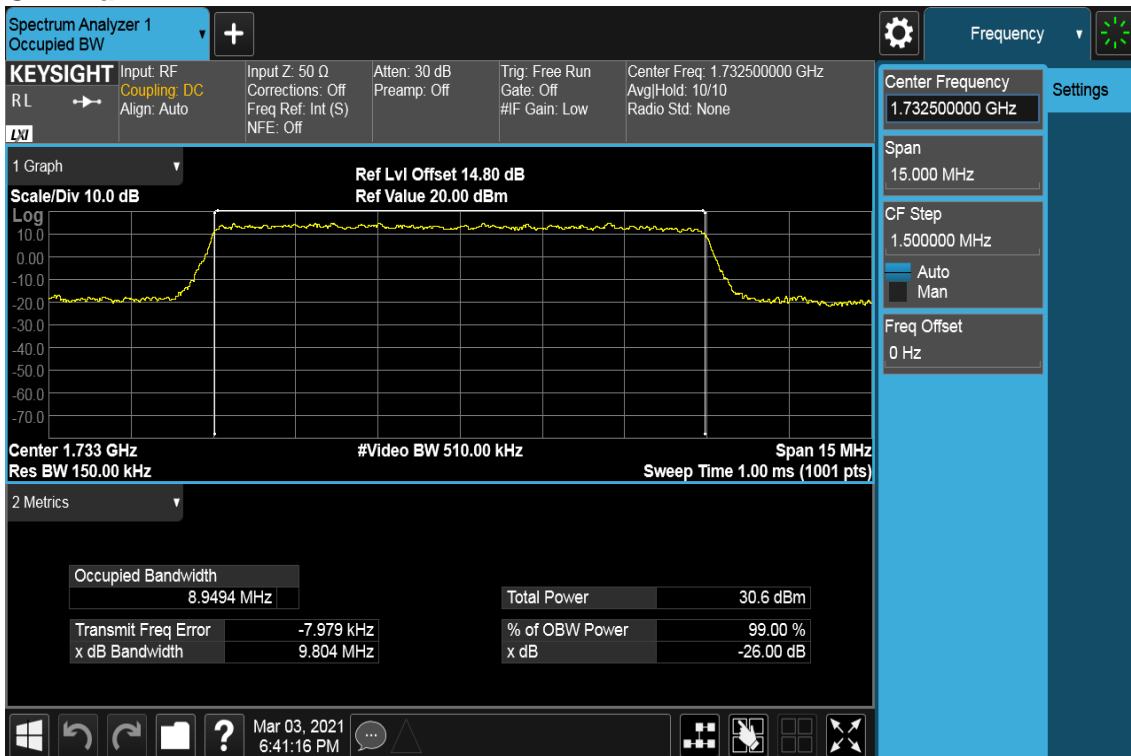 Spectrum Analyzer 1
Occupied BW
+
Frequency
KEYSIGHT
RL
LXI
Input: RF
Coupling: DC
Align: Auto
Input Z: 50 Ω
Corrections: Off
Freq Ref: Int (S)
NFE: Off
Atten: 30 dB
Preamp: Off
Trig: Free Run
Gate: Off
#IF Gain: Low
Center Freq: 1.732500000 GHz
Avg|Hold: 10/10
Radio Std: None
1 Graph
Scale/Div 10.0 dB
Ref Lvl Offset 14.80 dB
Ref Value 20.00 dBm
Log
10.0
0.00
-10.0
-20.0
-30.0
-40.0
-50.0
-60.0
-70.0
Center 1.733 GHz
Res BW 150.00 kHz
#Video BW 510.00 kHz
Span 15 MHz
Sweep Time 1.00 ms (1001 pts)
2 Metrics
Occupied Bandwidth
8.9494 MHz
Transmit Freq Error -7.979 kHz
x dB Bandwidth 9.804 MHz
Total Power 30.6 dBm
% of OBW Power 99.00 %
x dB -26.00 dB
Center Frequency
1.732500000 GHz
Settings
Span
15.000 MHz
CF Step
1.500000 MHz
Auto
Man
Freq Offset
0 Hz
?
Mar 03, 2021
6:41:16 PM